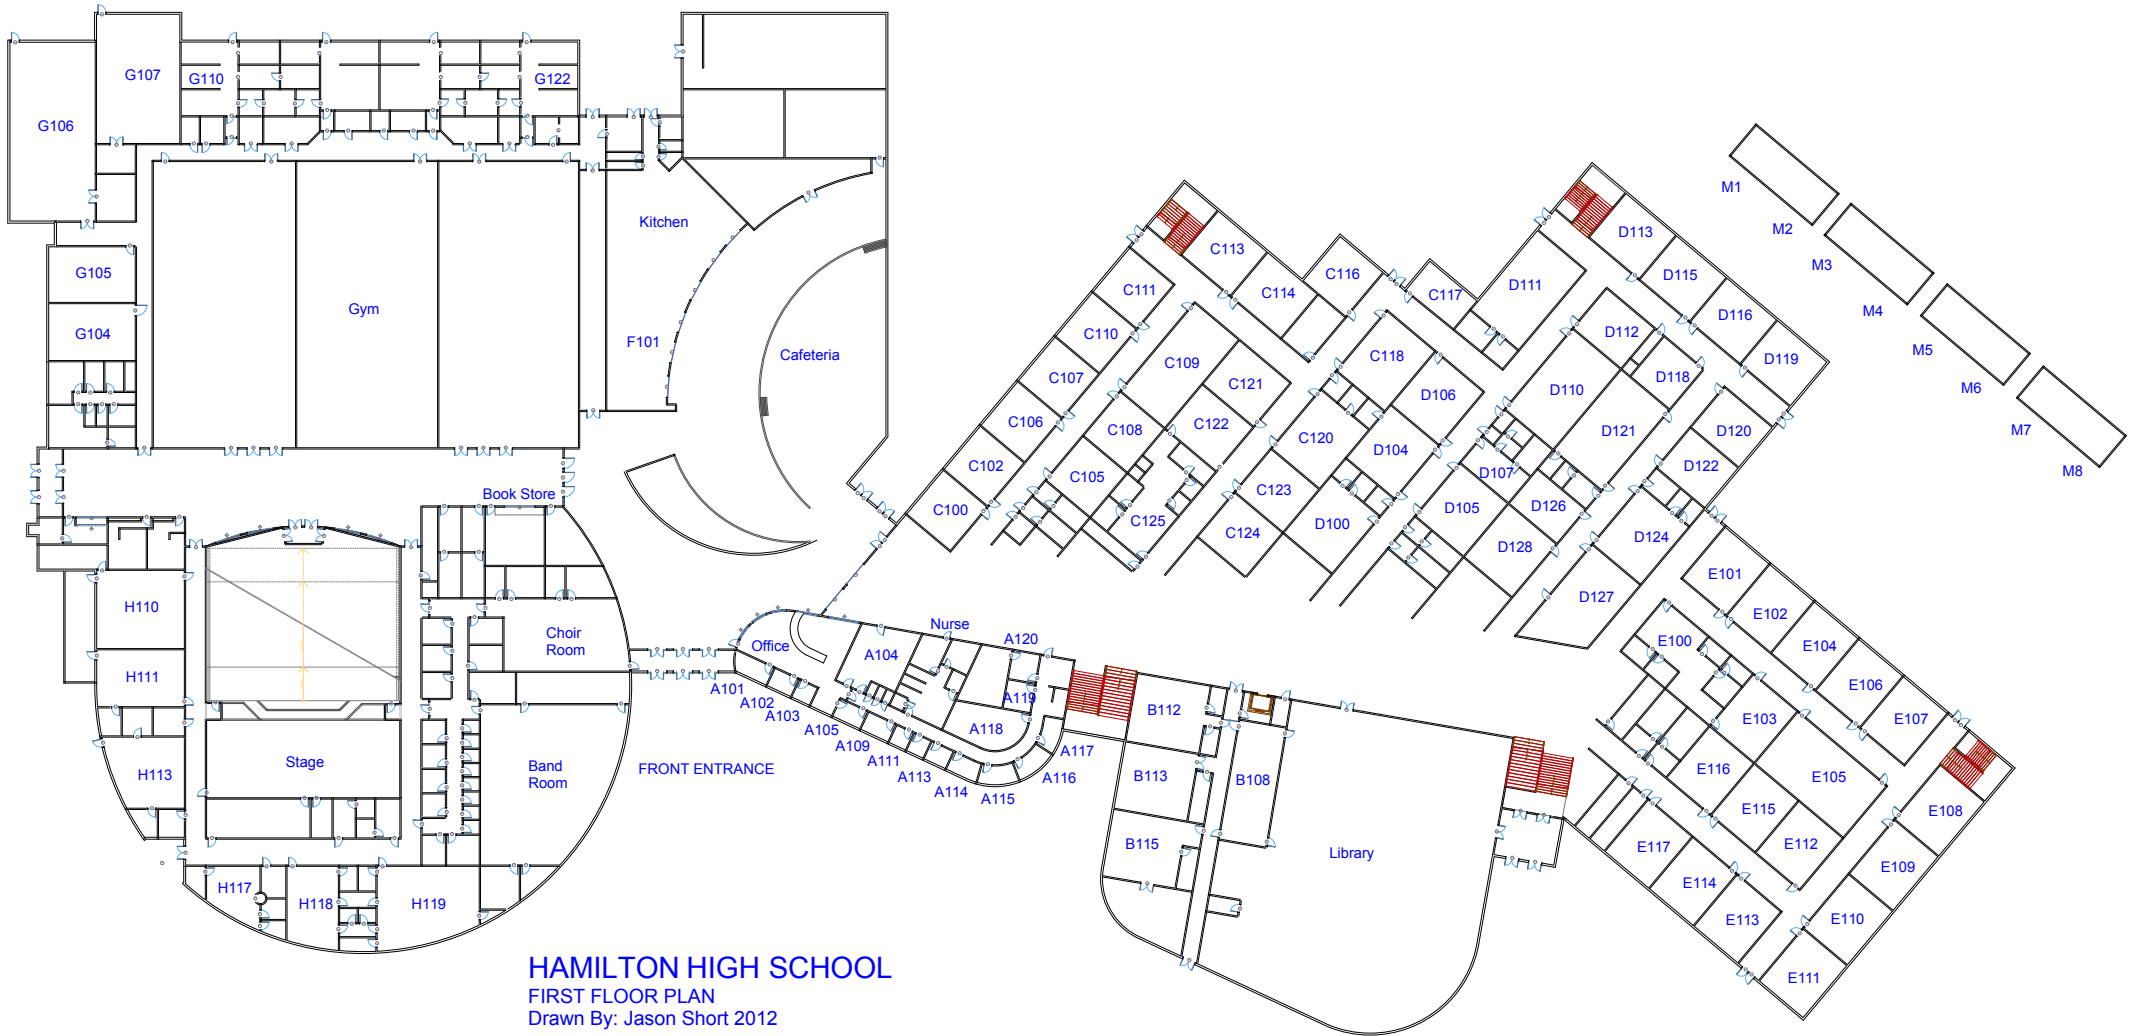 G107
G110
G122
G106
G105
G104
Gym
Kitchen
F101
Cafeteria
Book Store
H110
H111
H113
H117
H118
H119
Stage
Choir
Room
Band
Room
Office
Nurse
A104
A120
A119
A118
A101
A102
A103
A105
A109
A111
A113
A114
A115
A116
A117
FRONT ENTRANCE
B112
B113
B115
B108
Library
C113
C116
C117
C111
C114
C110
C107
C106
C102
C100
C109
C108
C105
C121
C122
C125
C118
C120
C123
C124
D113
D111
D115
D116
D119
D112
D118
D110
D106
D104
D121
D120
D122
D107
D105
D100
D126
D128
D124
D127
M1
M2
M3
M4
M5
M6
M7
M8
E101
E102
E104
E106
E107
E100
E103
E105
E116
E115
E112
E108
E109
E110
E111
E117
E114
E113
HAMILTON HIGH SCHOOL
FIRST FLOOR PLAN
Drawn By: Jason Short 2012